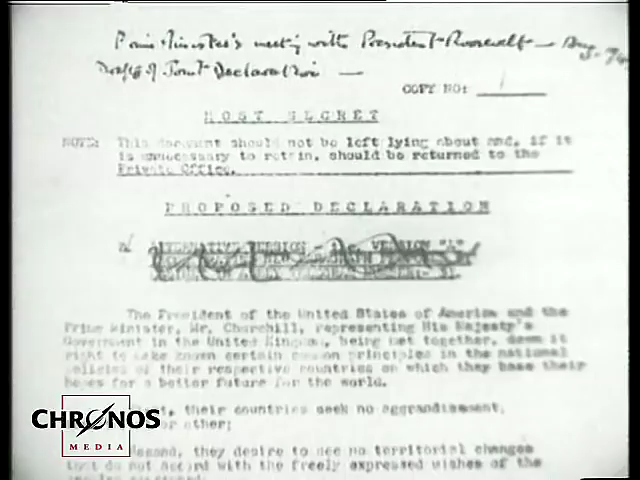 Prime Minister's meeting with President Roosevelt — Aug.
Draft of Joint Declaration —
COPY NO:
MOST SECRET
NOTE: This document should not be left lying about and, if it
is unnecessary to retain, should be returned to the
Private Office.
PROPOSED DECLARATION
VERSION "A"
The President of the United States of America and the
Prime Minister, Mr. Churchill, representing His Majesty's
Government in the United Kingdom, being met together, deem it
right to make known certain common principles in the national
policies of their respective countries on which they base their
hopes for a better future for the world.
their countries seek no aggrandisement,
or other;
they desire to see no territorial changes
that do not accord with the freely expressed wishes of the
CHRONOS
MEDIA